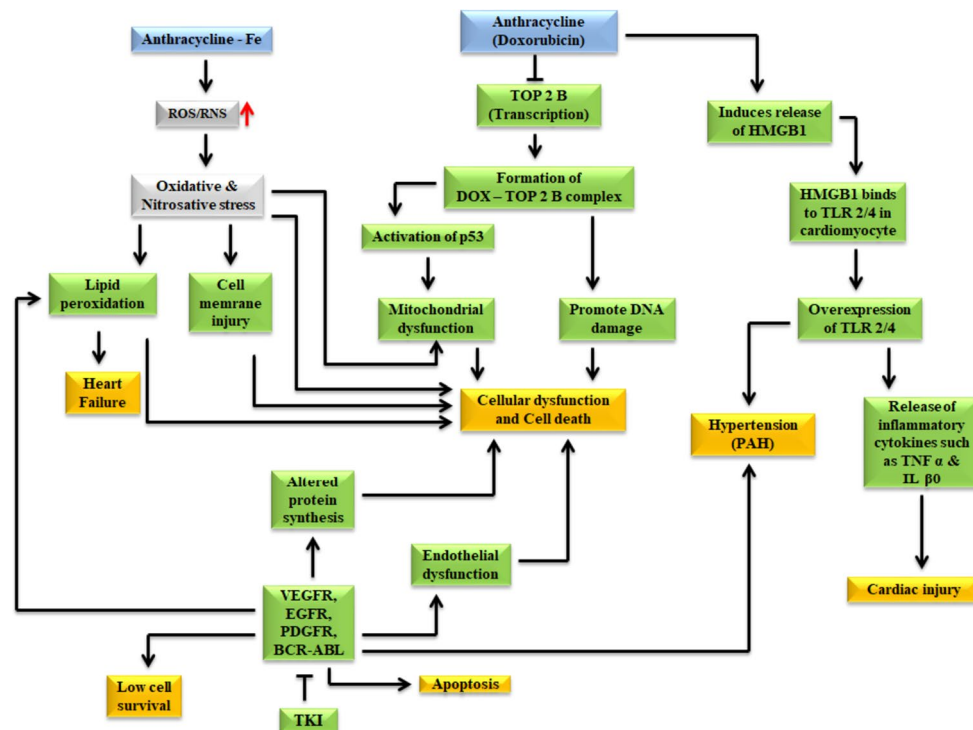 Anthracycline - Fe
ROS/RNS
Oxidative &
Nitrosative stress
Lipid
peroxidation
Cell
memrane
injury
Heart
Failure
Anthracycline
(Doxorubicin)
TOP 2 B
(Transcription)
Formation of
DOX – TOP 2 B complex
Activation of p53
Mitochondrial
dysfunction
Promote DNA
damage
Cellular dysfunction
and Cell death
Induces release
of HMGB1
HMGB1 binds
to TLR 2/4 in
cardiomyocyte
Overexpression
of TLR 2/4
Hypertension
(PAH)
Release of
inflammatory
cytokines such
as TNF α &
IL β0
Cardiac injury
Altered
protein
synthesis
Endothelial
dysfunction
VEGFR,
EGFR,
PDGFR,
BCR-ABL
Low cell
survival
Apoptosis
TKI